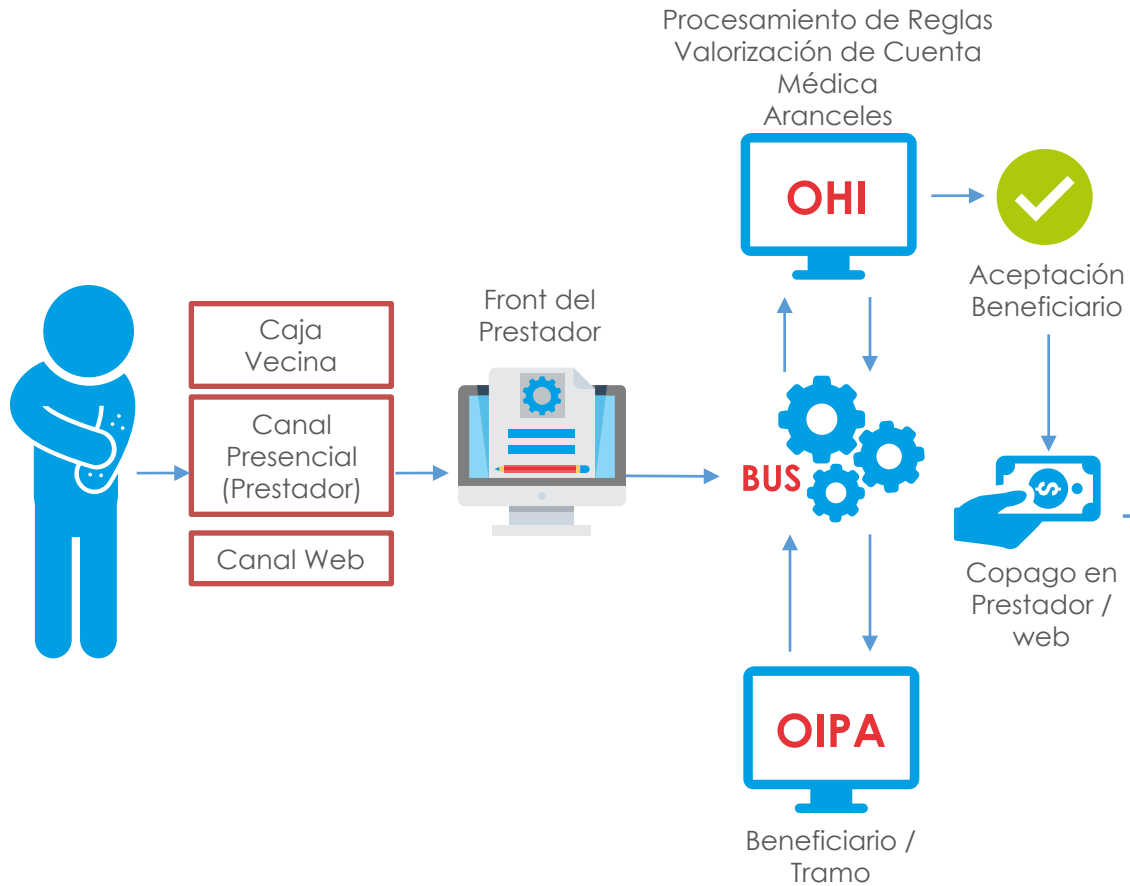 Procesamiento de Reglas
Valorización de Cuenta
Médica
Aranceles
OHI
Aceptación
Beneficiario
Caja
Vecina
Canal
Presencial
(Prestador)
Canal Web
Front del
Prestador
BUS
Copago en
Prestador /
web
OIPA
Beneficiario /
Tramo